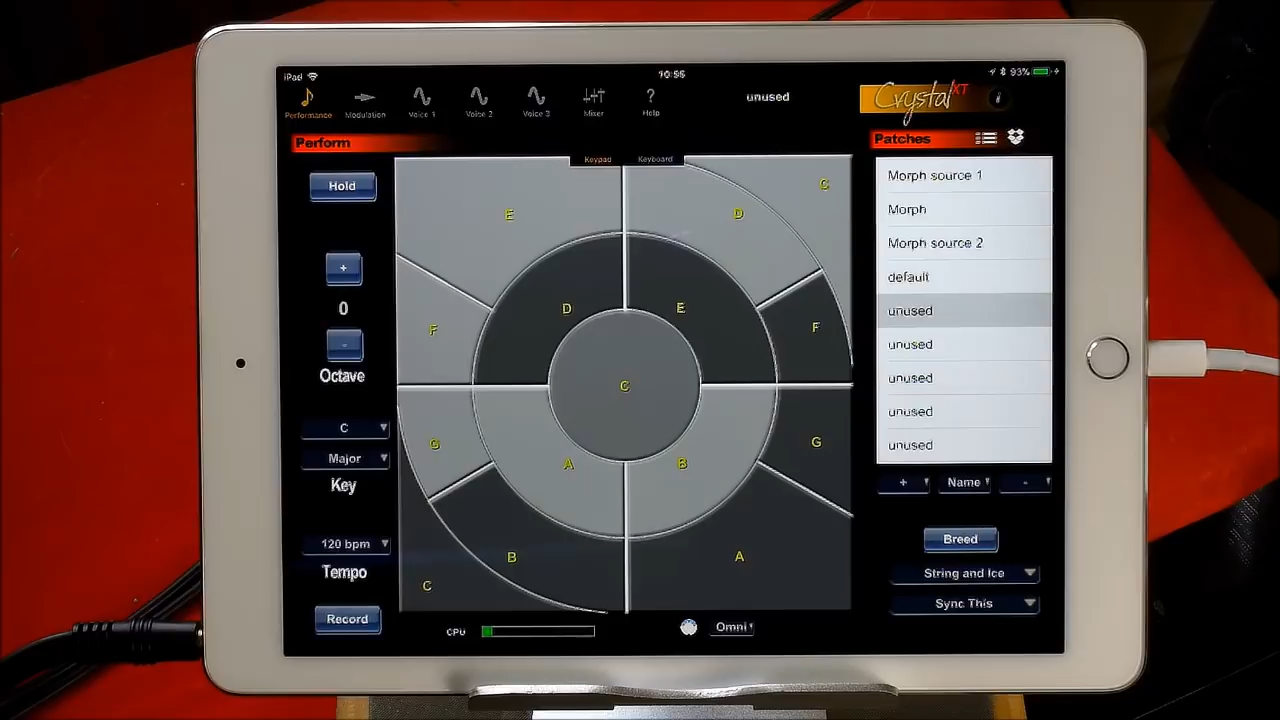 iPad 10:56 93%
Performance Modulation Voice 1 Voice 2 Voice 3 Mixer ? Help unused Crystal XT i
Perform
Patches
Keypad Keyboard
Hold
+
0
-
Octave
C
Major
Key
120 bpm
Tempo
Record
E D C
D E
F F
C
G G
A B
B A
C
CPU
Omni
Morph source 1
Morph
Morph source 2
default
unused
unused
unused
unused
unused
+ Name -
Breed
String and Ice
Sync This